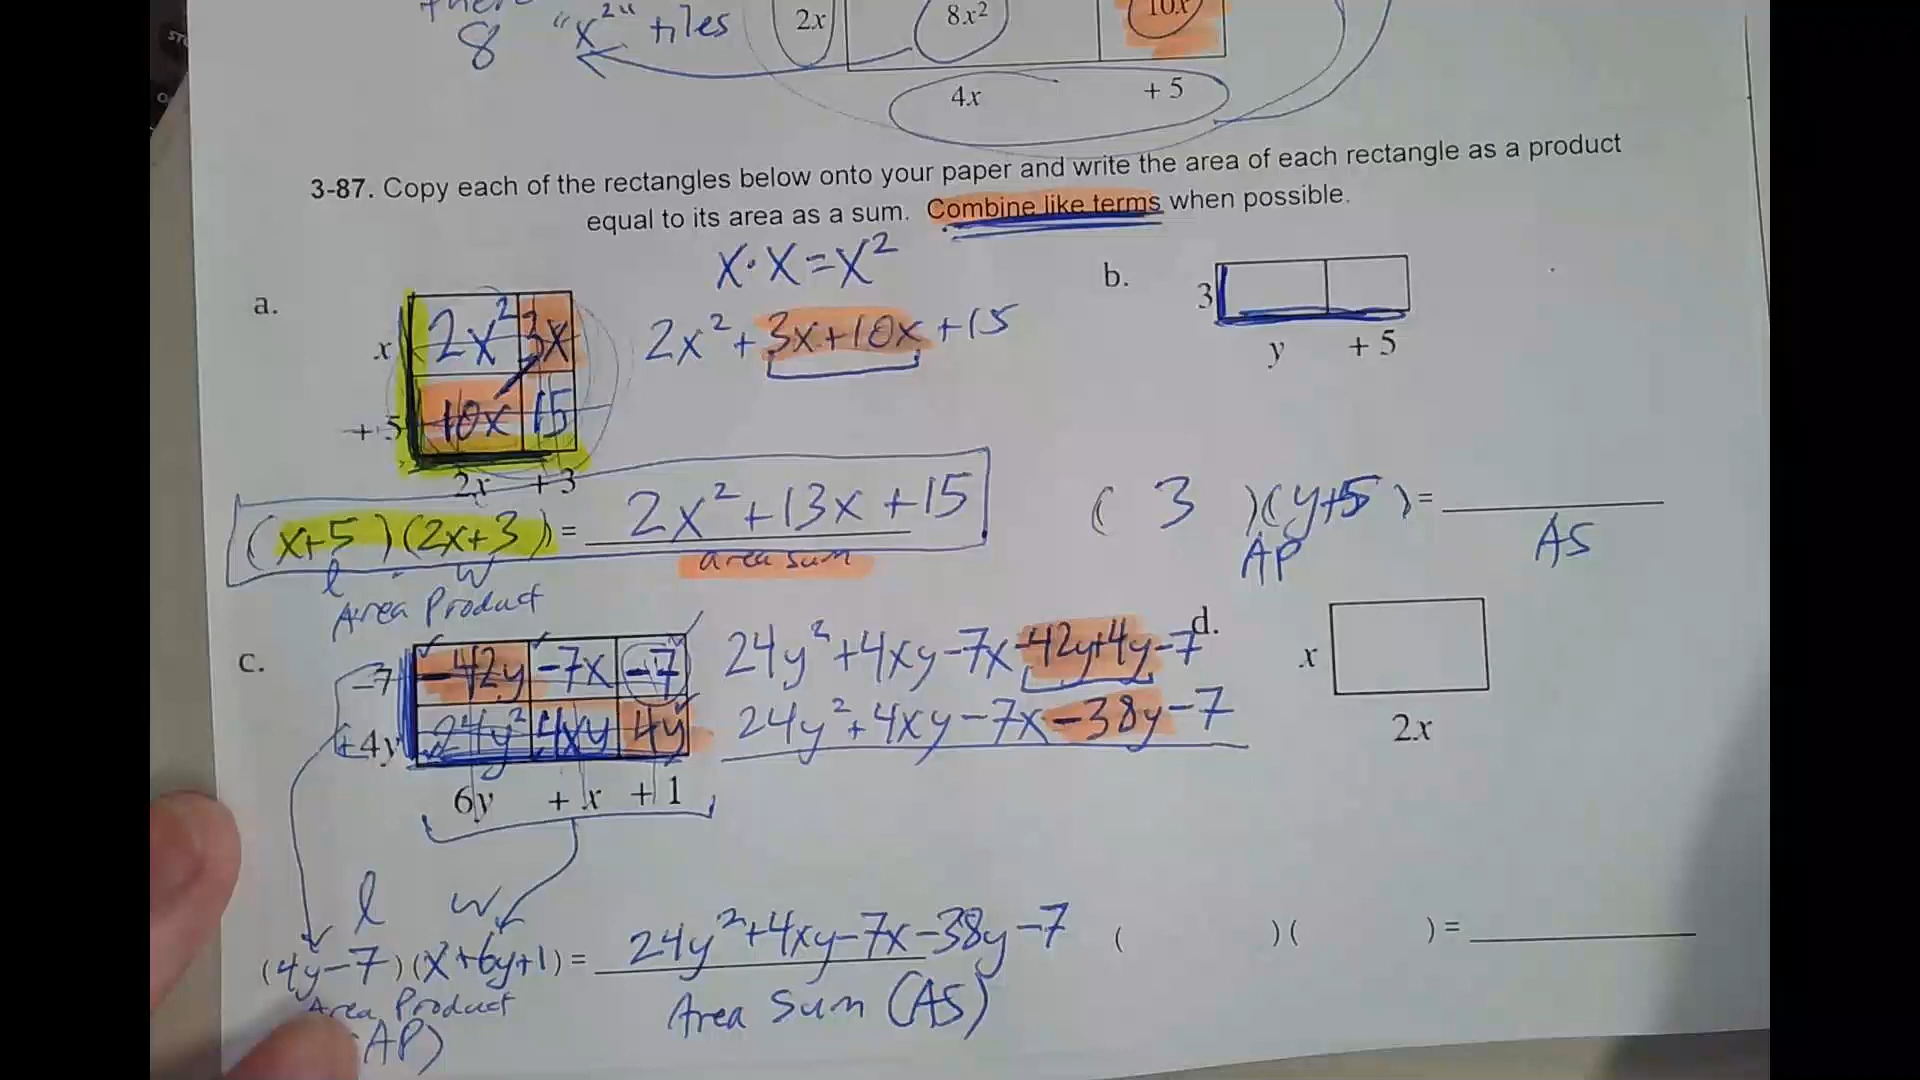 8 "x²" tiles
2x 8x² 10x
4x + 5
3-87. Copy each of the rectangles below onto your paper and write the area of each rectangle as a product
equal to its area as a sum. Combine like terms when possible.
x·x=x²
a.
2x² 3x
x
10x 15
+ 5
2x + 3
2x² + 3x+10x +15
(x+5)(2x+3) = 2x²+13x+15
l w
area sum
Area Product
b.
3
y + 5
( 3 )(y+5) = ________
AP AS
c.
-7 -42y -7x -7
+4y 24y² 4xy 4y
6y + x + 1
24y²+4xy-7x-42y+4y-7
24y²+4xy-7x-38y-7
l w
(4y-7)(x+6y+1) = 24y²+4xy-7x-38y-7
Area Product
(AP)
Area Sum (AS)
d.
x
2x
( )( ) = ________